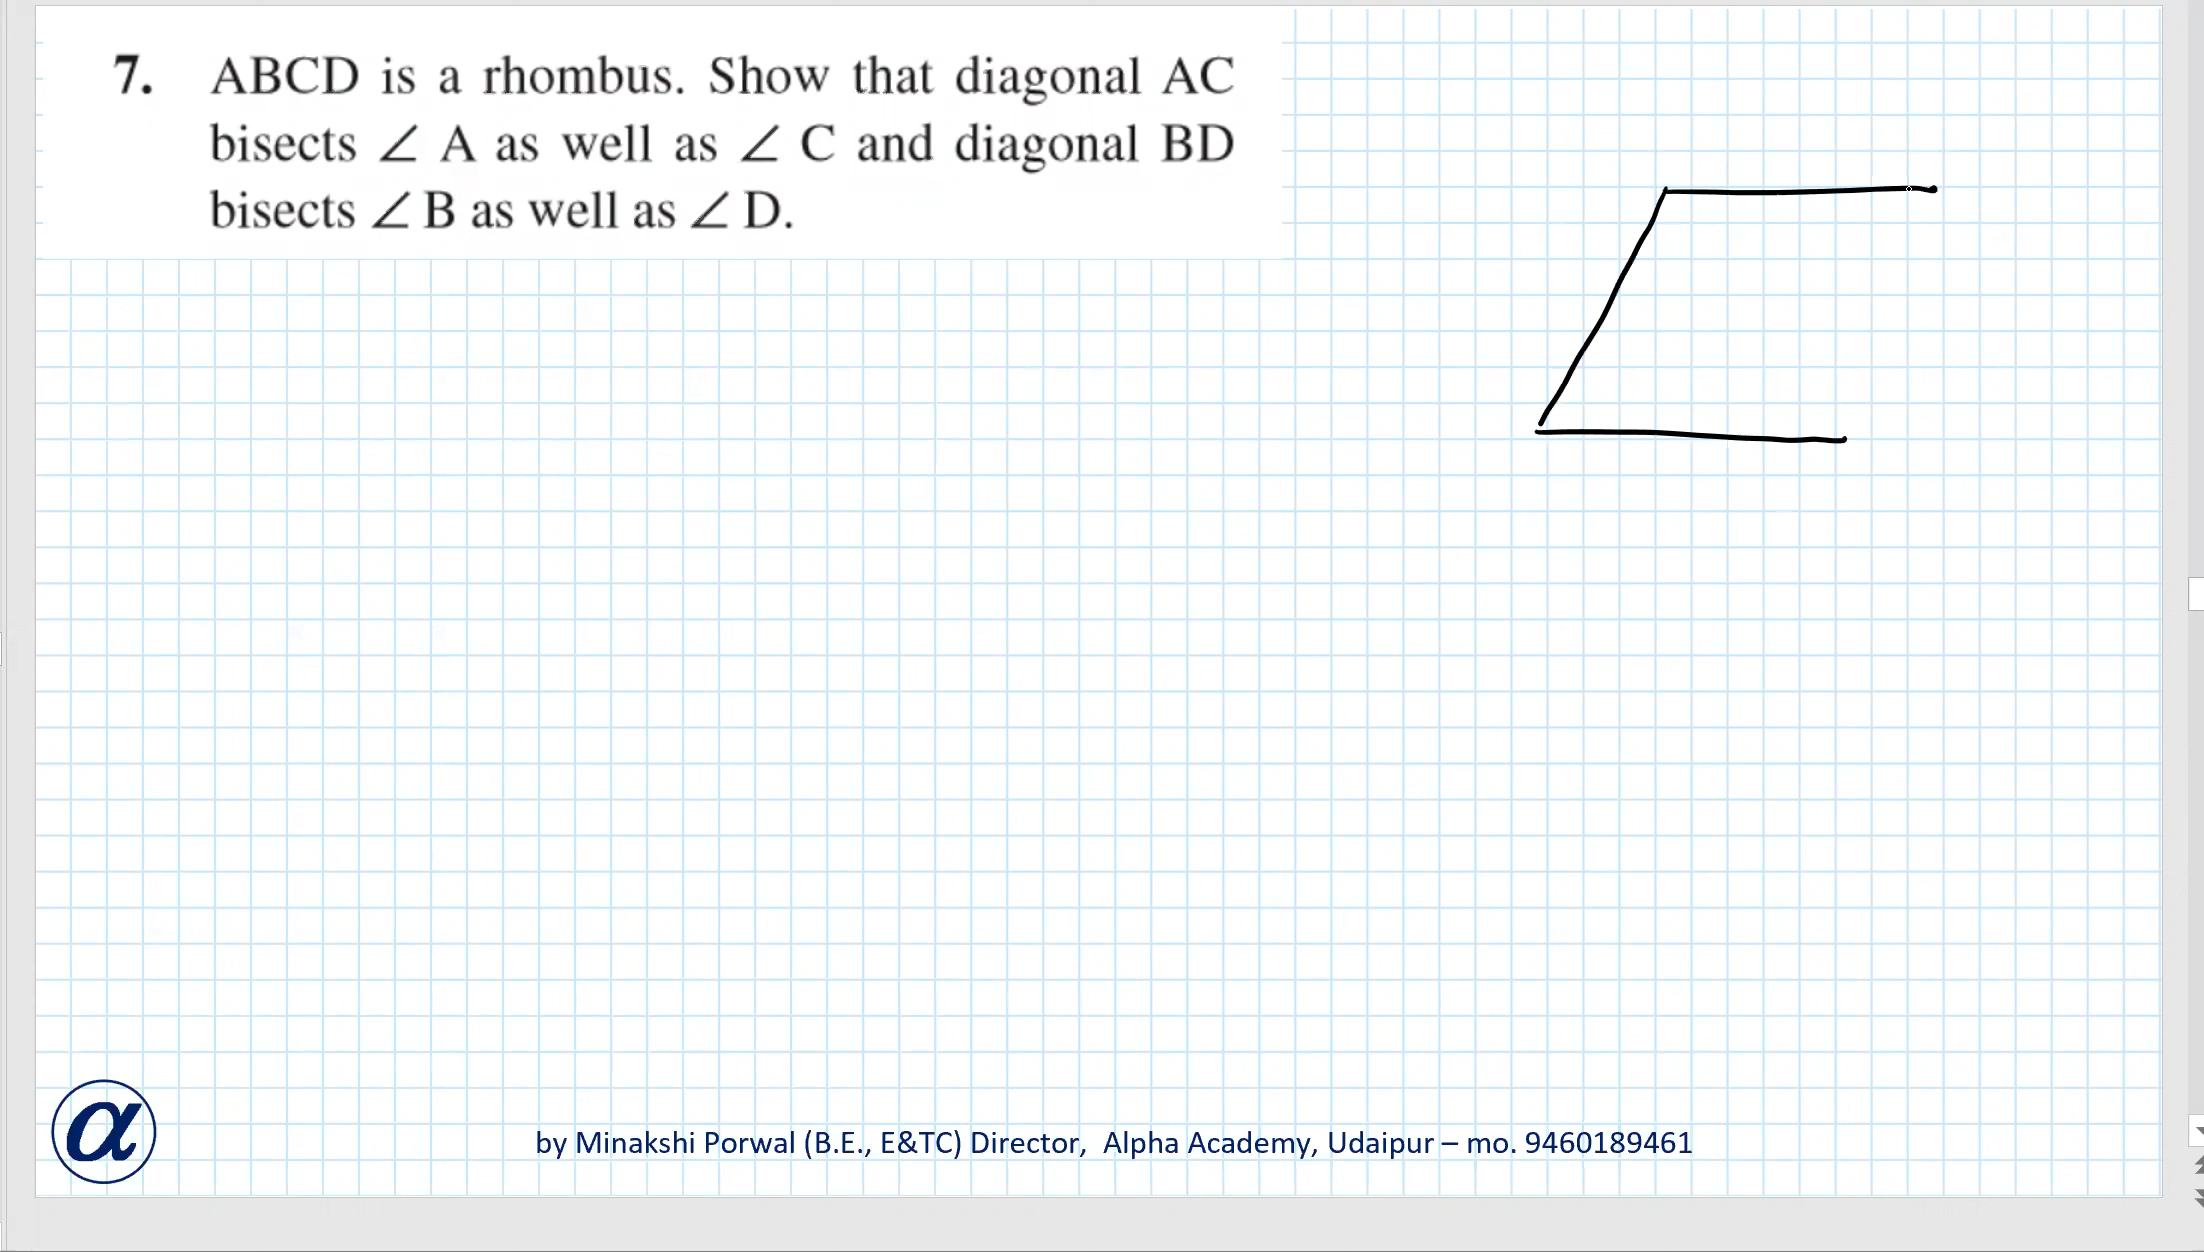 7. ABCD is a rhombus. Show that diagonal AC
bisects ∠ A as well as ∠ C and diagonal BD
bisects ∠ B as well as ∠ D.
α
by Minakshi Porwal (B.E., E&TC) Director, Alpha Academy, Udaipur – mo. 9460189461